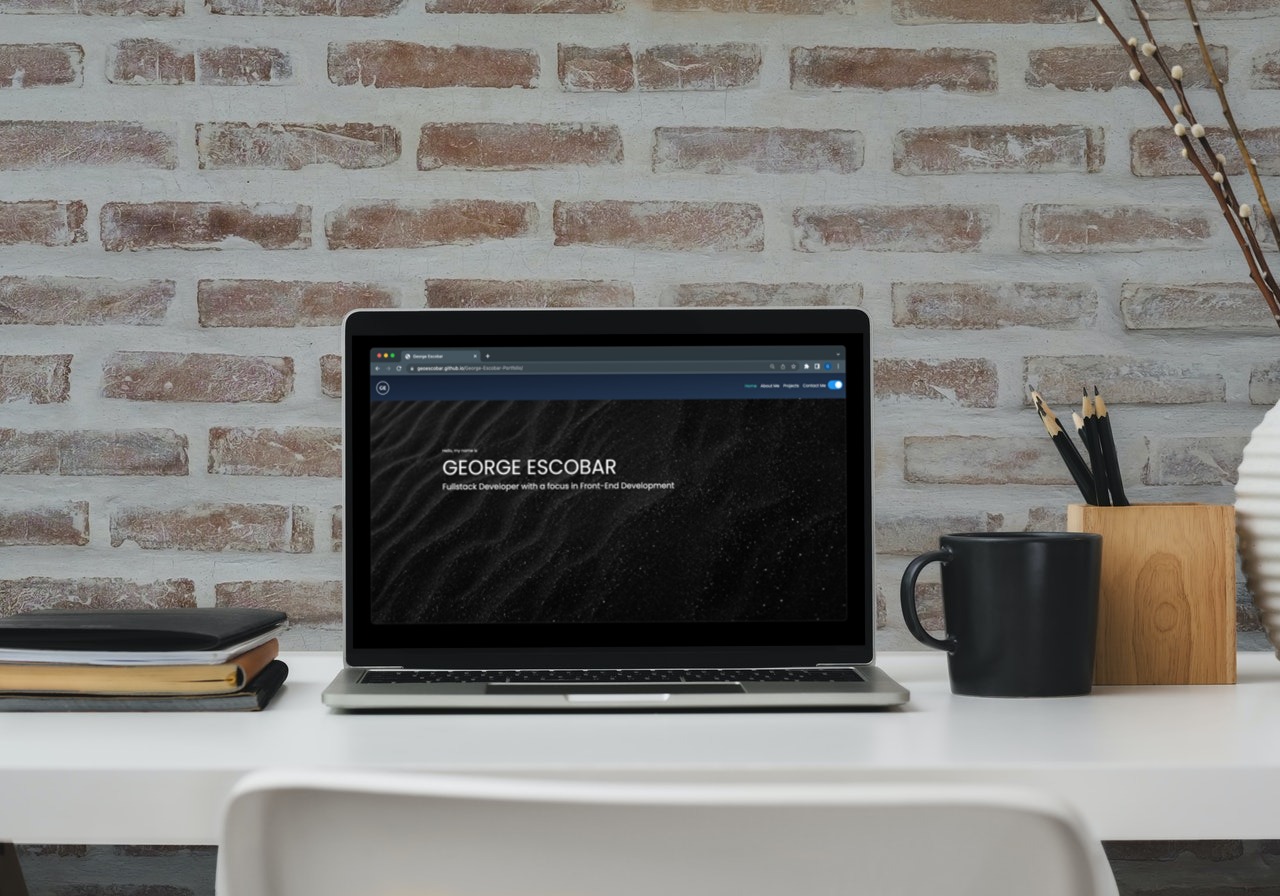 George Escobar
geoescobar.github.io/George-Escobar-Portfolio/
GE
Home About Me Projects Contact Me
Hello, my name is
GEORGE ESCOBAR
Fullstack Developer with a focus in Front-End Development